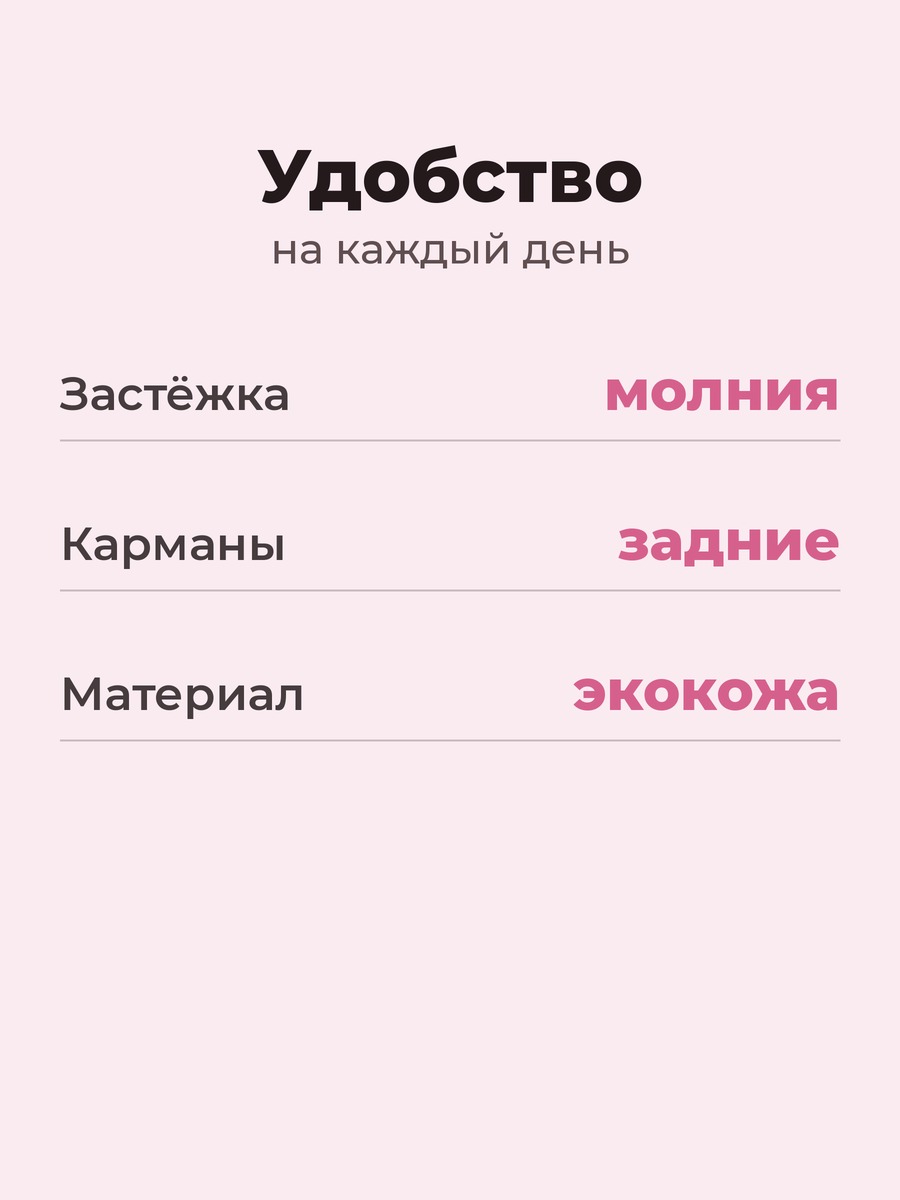 Удобство
на каждый день
Застёжка молния
Карманы задние
Материал экокожа